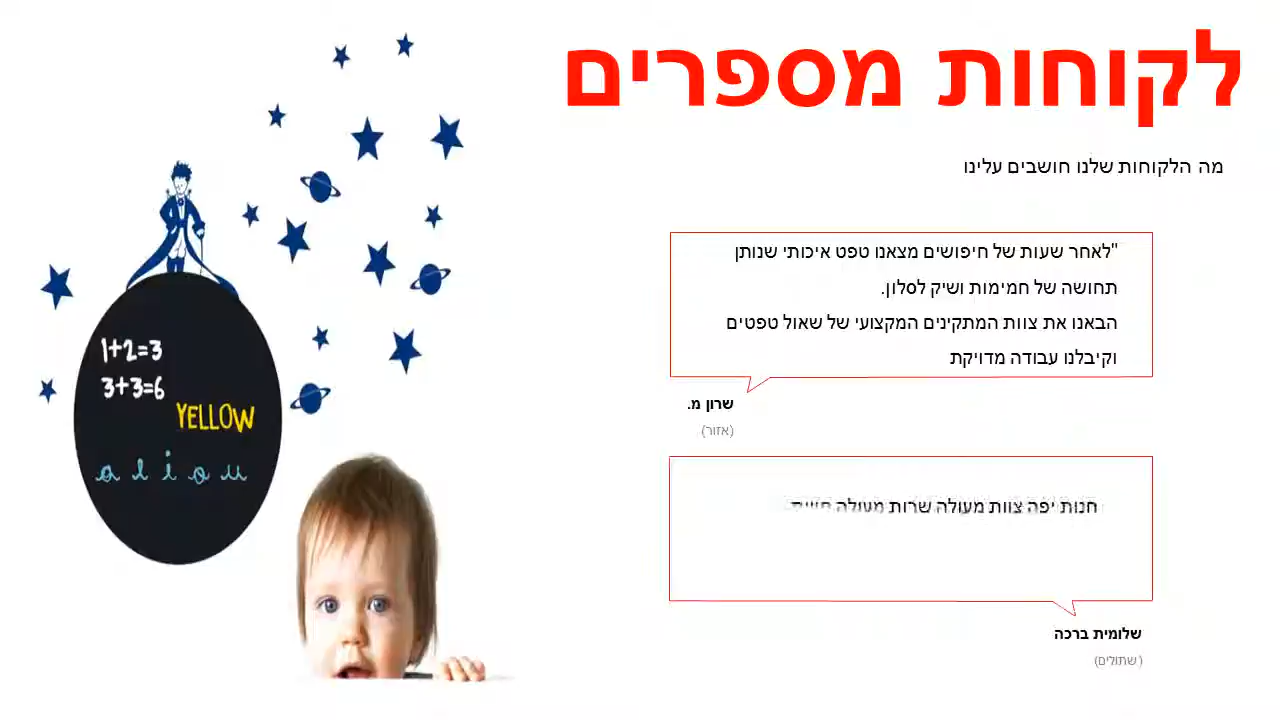 לקוחות מספרים
מה הלקוחות שלנו חושבים עלינו
"לאחר שעות של חיפושים מצאנו טפט איכותי שנותן
תחושה של חמימות ושיק לסלון.
הבאנו את צוות המתקינים המקצועי של שאול טפטים
וקיבלנו עבודה מדויקת
שרון מ.
(אזור)
חנות יפה צוות מעולה שרות מעולה
שלומית ברכה
(שתולים)
1+2=3
3+3=6
YELLOW
a e i o u